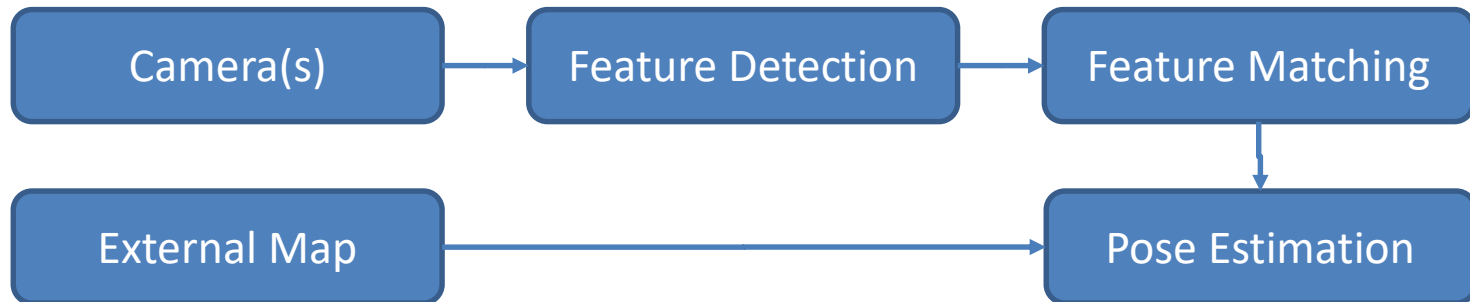 Camera(s)
Feature Detection
Feature Matching
External Map
Pose Estimation